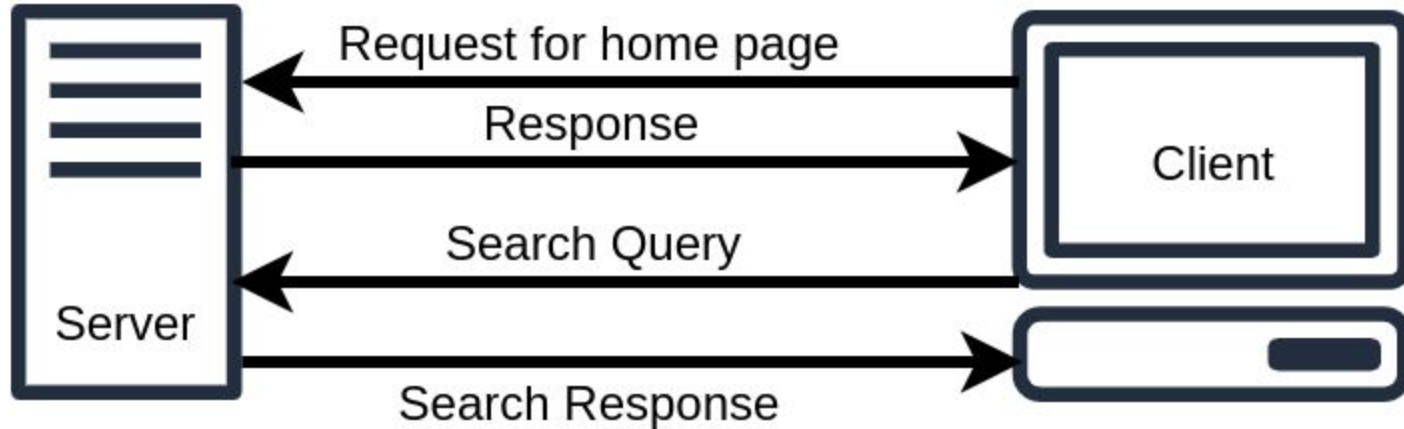 Request for home page
Response
Client
Search Query
Server
Search Response